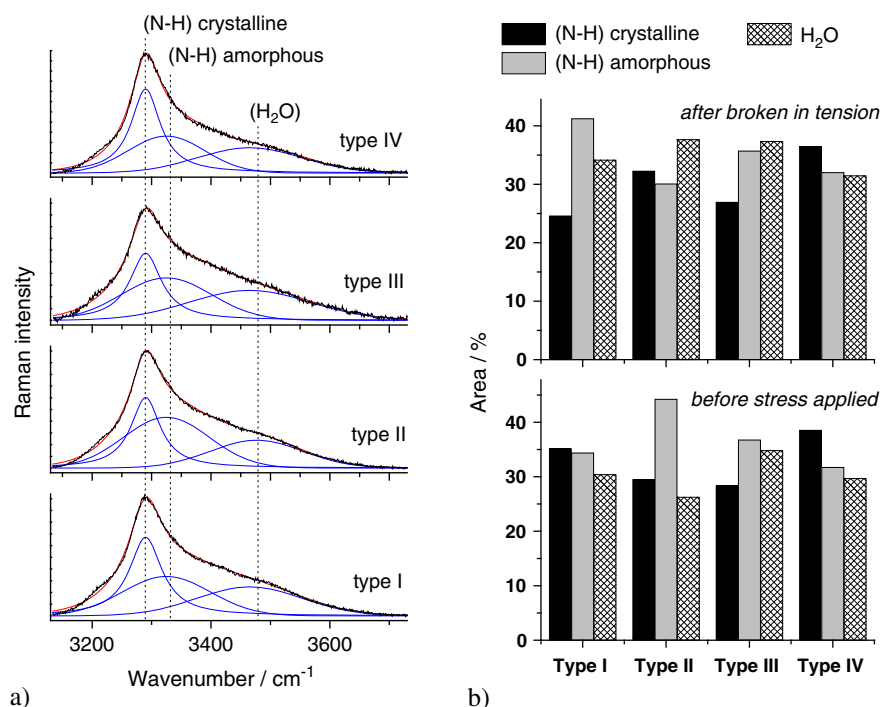 (N-H) crystalline
(N-H) amorphous
(H₂O)
type IV
type III
type II
type I
Raman intensity
3200 3400 3600
Wavenumber / cm⁻¹
a)
(N-H) crystalline
(N-H) amorphous
H₂O
after broken in tension
40
30
20
0
before stress applied
40
30
20
0
Area / %
Type I Type II Type III Type IV
b)